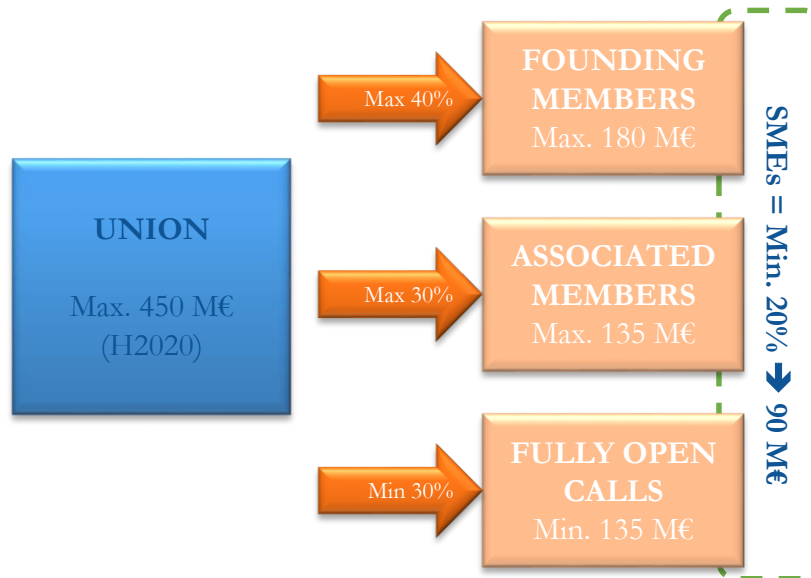 UNION
Max. 450 M€
(H2020)
Max 40%
FOUNDING
MEMBERS
Max. 180 M€
Max 30%
ASSOCIATED
MEMBERS
Max. 135 M€
Min 30%
FULLY OPEN
CALLS
Min. 135 M€
SMEs = Min. 20% 🡺 90 M€